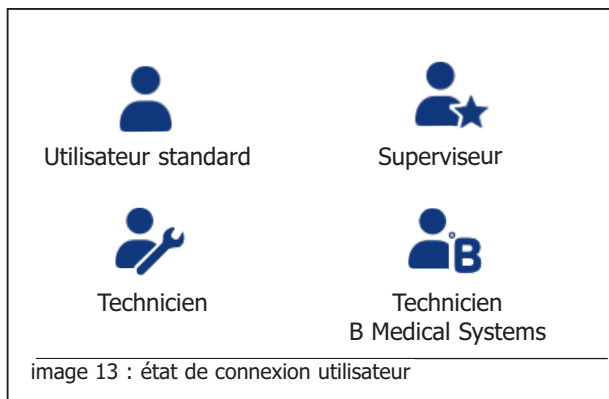 Utilisateur standard
Superviseur
Technicien
Technicien
B Medical Systems
image 13 : état de connexion utilisateur